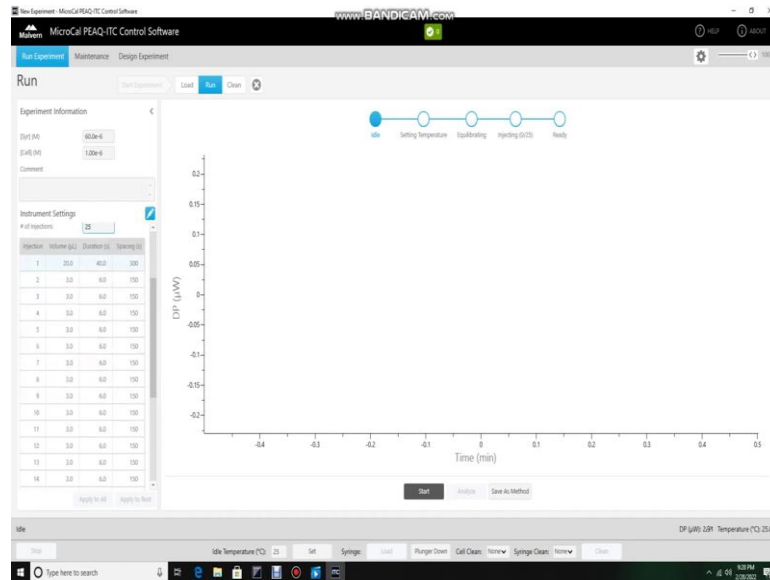 New Experiment - MicroCal PEAQ-ITC Control Software
www.BANDICAM.com
Malvern MicroCal PEAQ-ITC Control Software
0
HELP
ABOUT
Run Experiment Maintenance Design Experiment
Run
Start Experiment Load Run Clean
Experiment Information
[Syr] (M) 60.0e-6
[Cell] (M) 1.00e-6
Comment
Instrument Settings
# of Injections 25
Injection Volume (µL) Duration (s) Spacing (s)
1 20.0 40.0 300
2 3.0 6.0 150
3 3.0 6.0 150
4 3.0 6.0 150
5 3.0 6.0 150
6 3.0 6.0 150
7 3.0 6.0 150
8 3.0 6.0 150
9 3.0 6.0 150
10 3.0 6.0 150
11 3.0 6.0 150
12 3.0 6.0 150
13 3.0 6.0 150
14 3.0 6.0 150
Apply to all Apply to Rest
Idle Setting Temperature Equilibrating Injecting (0/25) Ready
0.2
0.15
0.1
0.05
0
-0.05
-0.1
-0.15
-0.2
DP (µW)
-0.4 -0.3 -0.2 -0.1 0 0.1 0.2 0.3 0.4 0.5
Time (min)
Start Analyze Save As Method
Idle
DP (µW): Temperature (°C):
Stop Idle Temperature (°C): 25 Set Syringe: Load Plunger Down Cell Clean: None Syringe Clean: None Clean
Type here to search
ITC
9:20 PM
2/20/2022